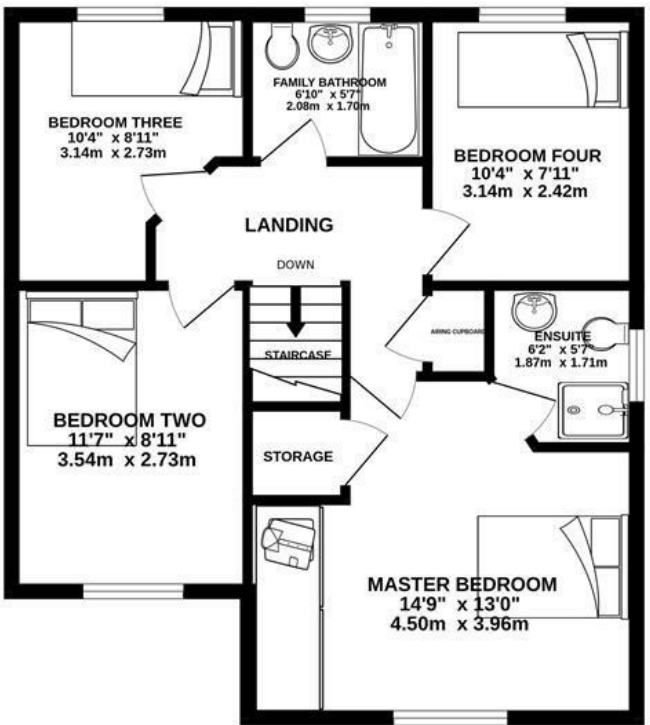 BEDROOM THREE
10'4" x 8'11"
3.14m x 2.73m
FAMILY BATHROOM
6'10" x 5'7"
2.08m x 1.70m
BEDROOM FOUR
10'4" x 7'11"
3.14m x 2.42m
LANDING
DOWN
STAIRCASE
AIRING CUPBOARD
ENSUITE
6'2" x 5'7"
1.87m x 1.71m
BEDROOM TWO
11'7" x 8'11"
3.54m x 2.73m
STORAGE
MASTER BEDROOM
14'9" x 13'0"
4.50m x 3.96m